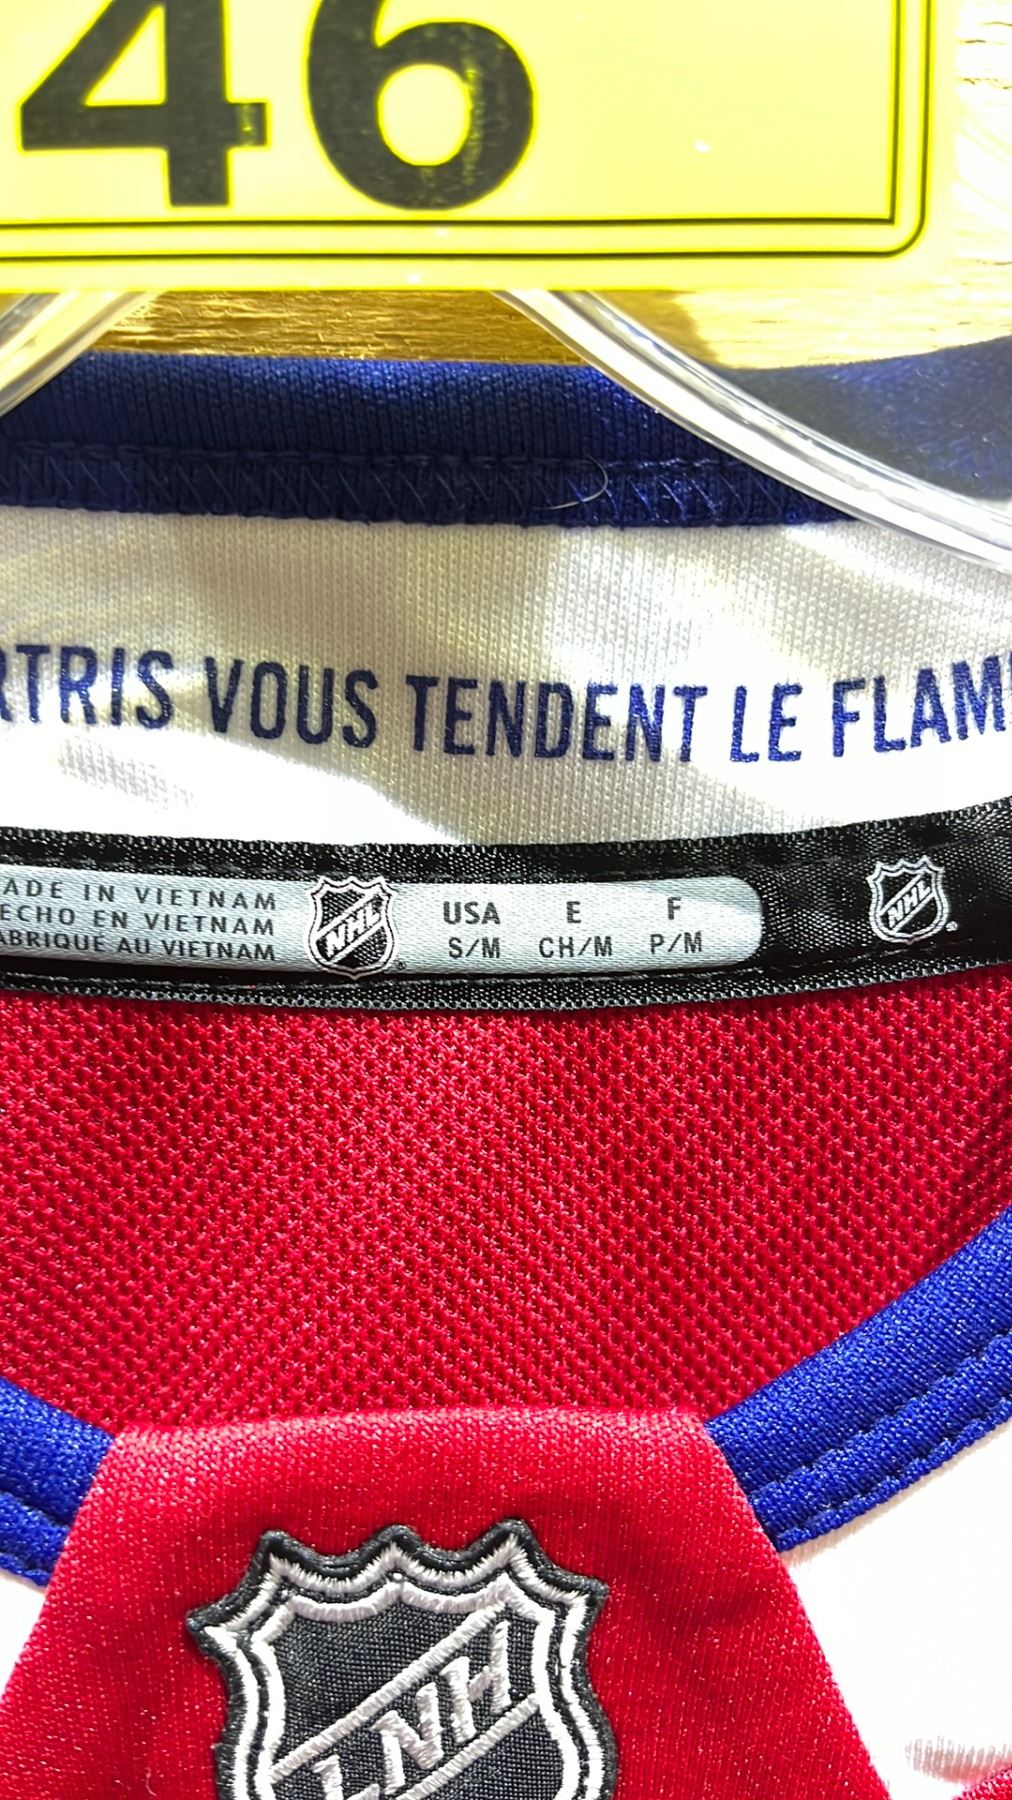 46
RTRIS VOUS TENDENT LE FLAM
ADE IN VIETNAM
ECHO EN VIETNAM
ABRIQUÉ AU VIETNAM
NHL
USA E F
S/M CH/M P/M
NHL
LNH